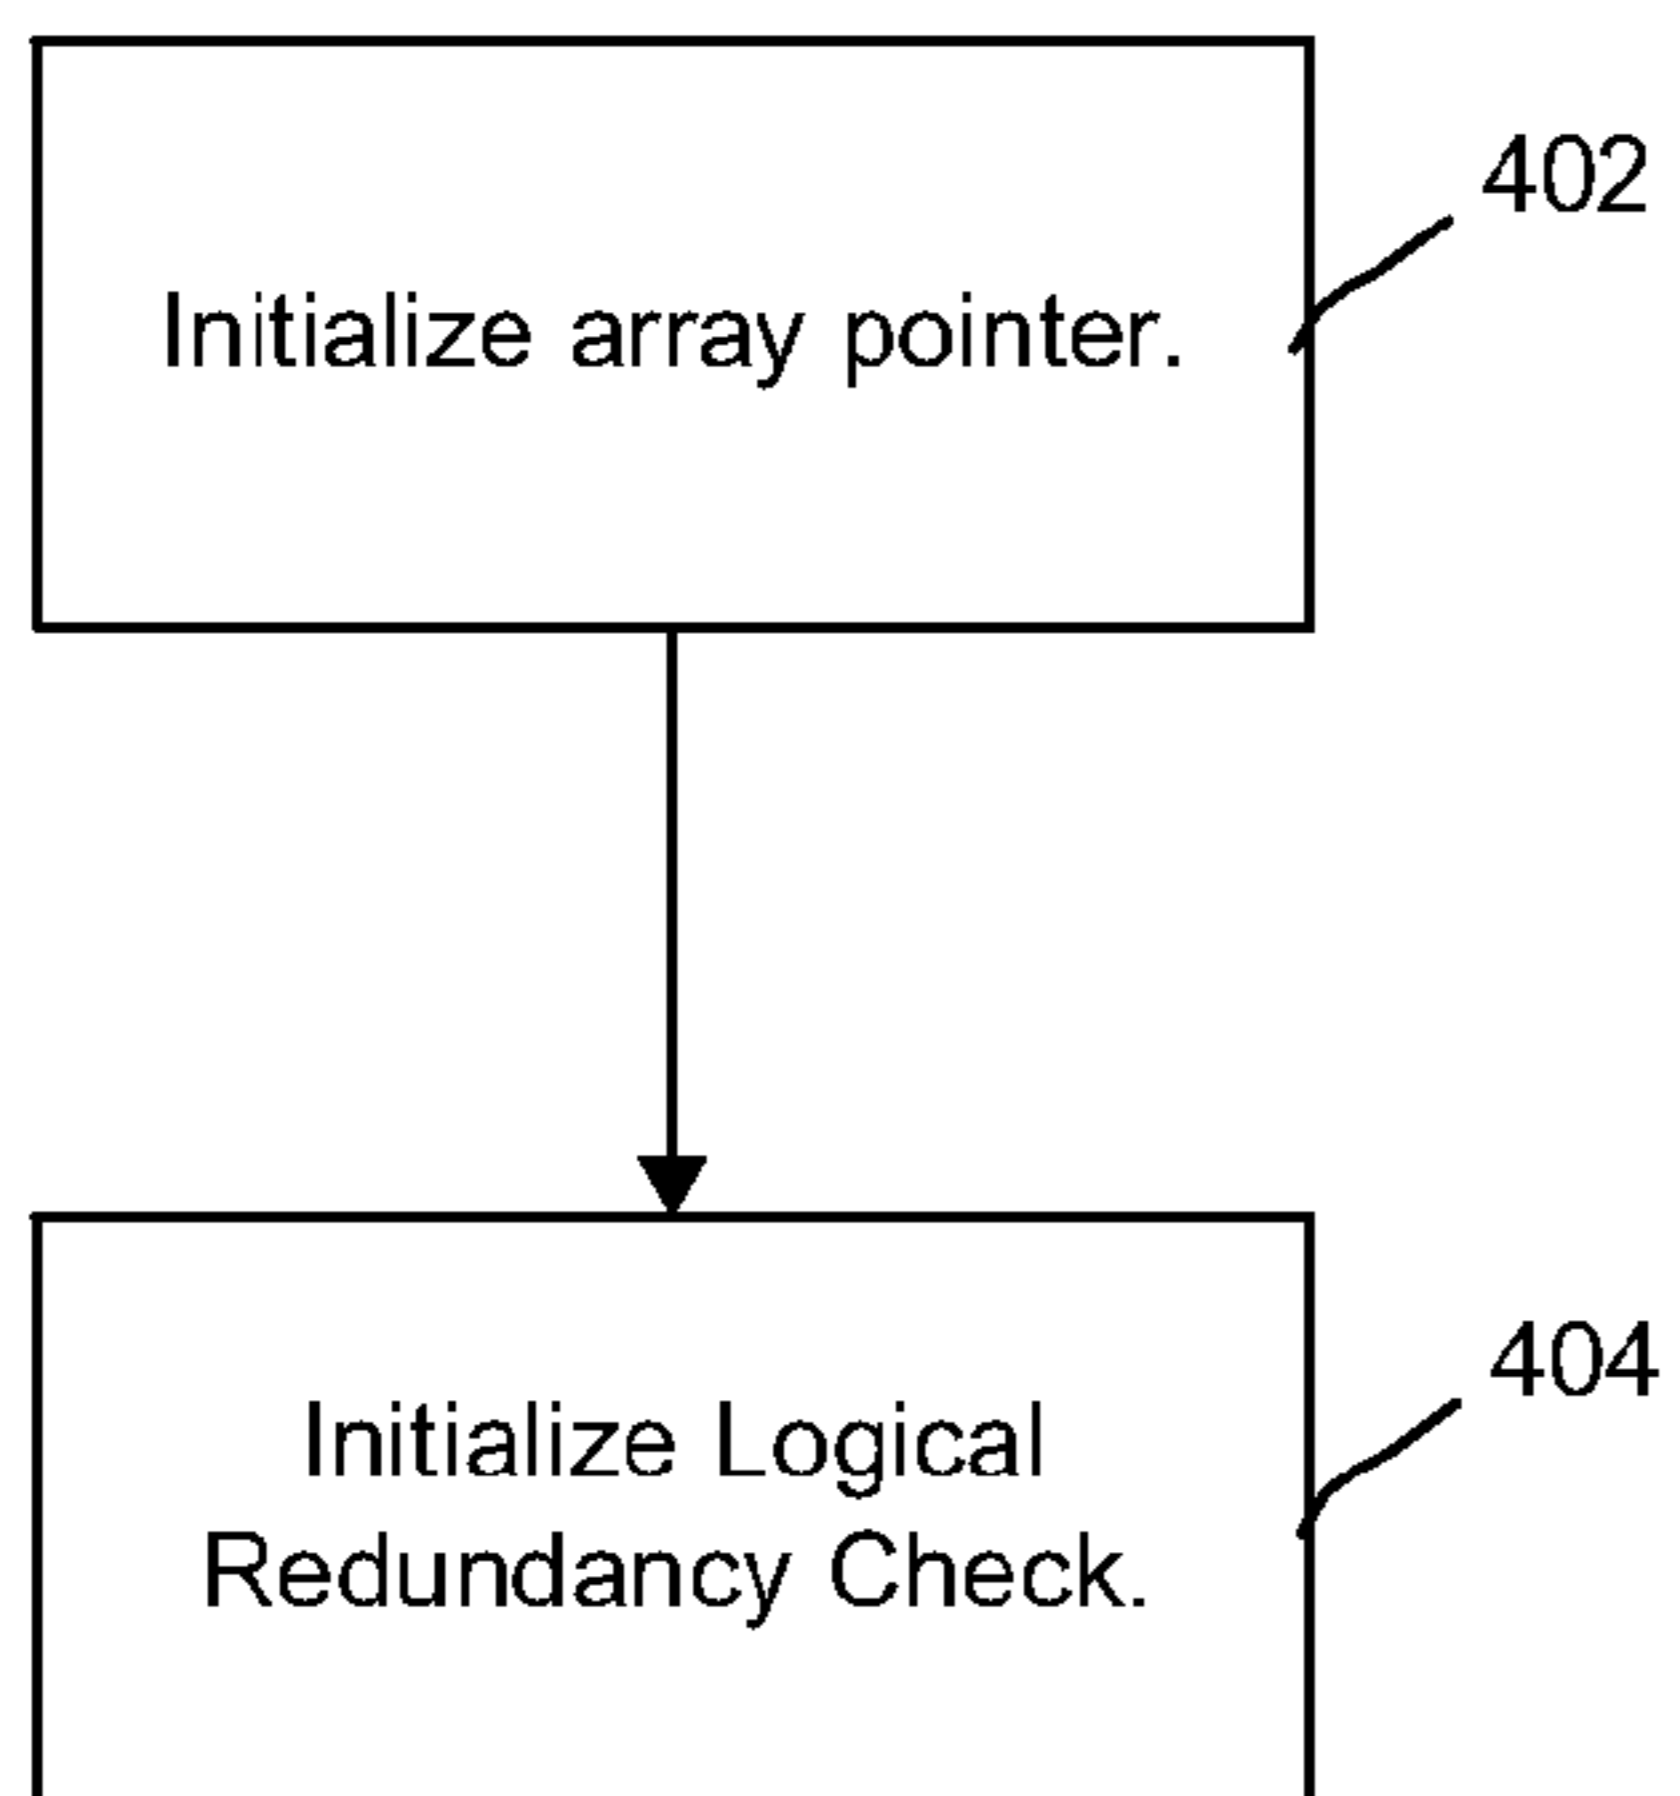 402
Initialize array pointer.
404
Initialize Logical
Redundancy Check.